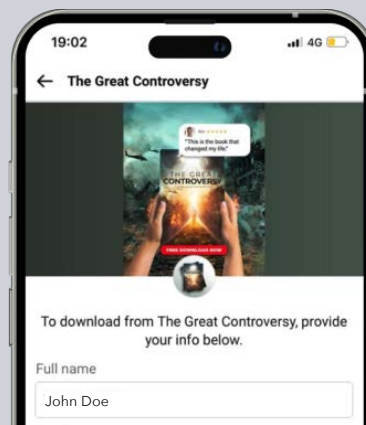 19:02
4G
The Great Controversy
"This is the book that
changed my life."
THE GREAT
CONTROVERSY
FREE DOWNLOAD NOW
To download from The Great Controversy, provide
your info below.
Full name
John Doe